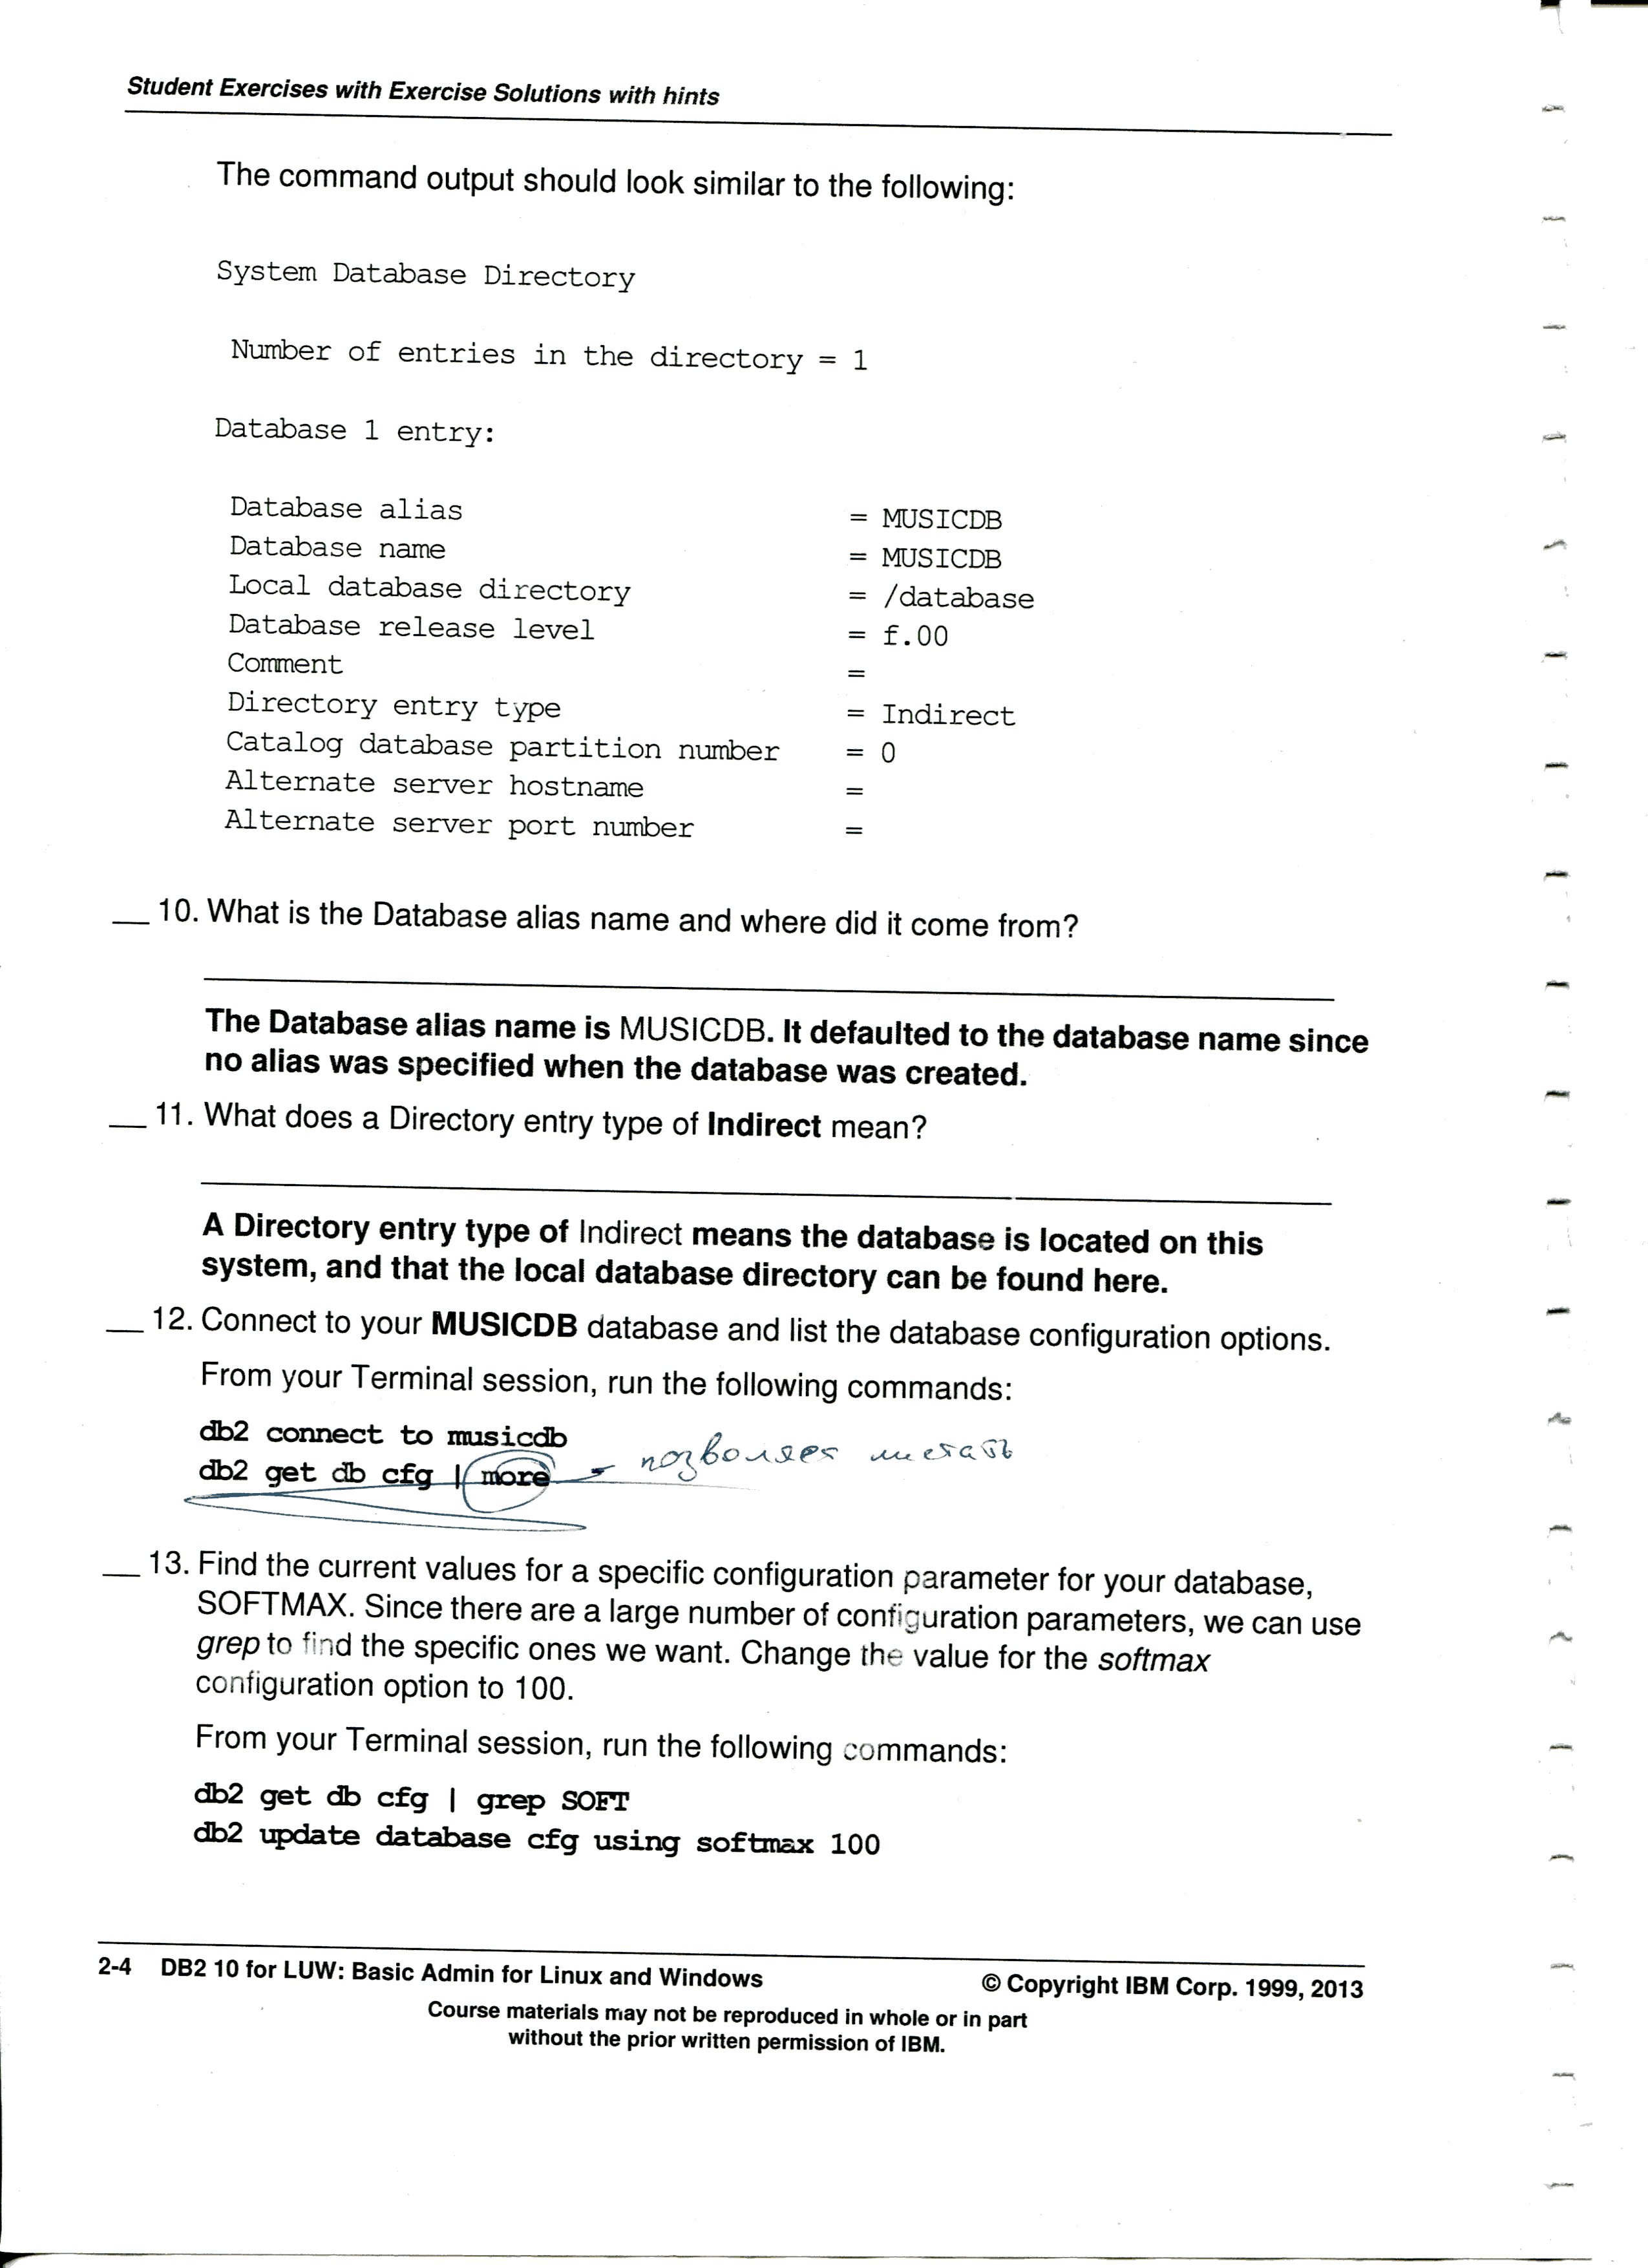 Student Exercises with Exercise Solutions with hints
The command output should look similar to the following:
System Database Directory
Number of entries in the directory = 1
Database 1 entry:
Database alias = MUSICDB
Database name = MUSICDB
Local database directory = /database
Database release level = f.00
Comment =
Directory entry type = Indirect
Catalog database partition number = 0
Alternate server hostname =
Alternate server port number =
__ 10. What is the Database alias name and where did it come from?
The Database alias name is MUSICDB. It defaulted to the database name since
no alias was specified when the database was created.
__ 11. What does a Directory entry type of Indirect mean?
A Directory entry type of Indirect means the database is located on this
system, and that the local database directory can be found here.
__ 12. Connect to your MUSICDB database and list the database configuration options.
From your Terminal session, run the following commands:
db2 connect to musicdb
db2 get db cfg | more
позволяет
__ 13. Find the current values for a specific configuration parameter for your database,
SOFTMAX. Since there are a large number of configuration parameters, we can use
grep to find the specific ones we want. Change the value for the softmax
configuration option to 100.
From your Terminal session, run the following commands:
db2 get db cfg | grep SOFT
db2 update database cfg using softmax 100
2-4 DB2 10 for LUW: Basic Admin for Linux and Windows © Copyright IBM Corp. 1999, 2013
Course materials may not be reproduced in whole or in part
without the prior written permission of IBM.